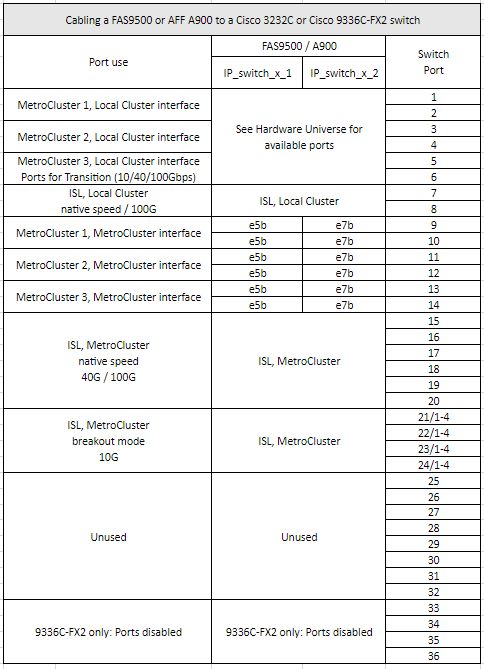 Cabling a FAS9500 or AFF A900 to a Cisco 3232C or Cisco 9336C-FX2 switch
Port use
FAS9500 / A900
IP_switch_x_1
IP_switch_x_2
Switch
Port
MetroCluster 1, Local Cluster interface
MetroCluster 2, Local Cluster interface
MetroCluster 3, Local Cluster interface
Ports for Transition (10/40/100Gbps)
See Hardware Universe for
available ports
1
2
3
4
5
6
ISL, Local Cluster
native speed / 100G
ISL, Local Cluster
7
8
MetroCluster 1, MetroCluster interface
e5b e7b 9
e5b e7b 10
MetroCluster 2, MetroCluster interface
e5b e7b 11
e5b e7b 12
MetroCluster 3, MetroCluster interface
e5b e7b 13
e5b e7b 14
ISL, MetroCluster
native speed
40G / 100G
ISL, MetroCluster
15
16
17
18
19
20
ISL, MetroCluster
breakout mode
10G
ISL, MetroCluster
21/1-4
22/1-4
23/1-4
24/1-4
Unused
Unused
25
26
27
28
29
30
31
32
9336C-FX2 only: Ports disabled
9336C-FX2 only: Ports disabled
33
34
35
36